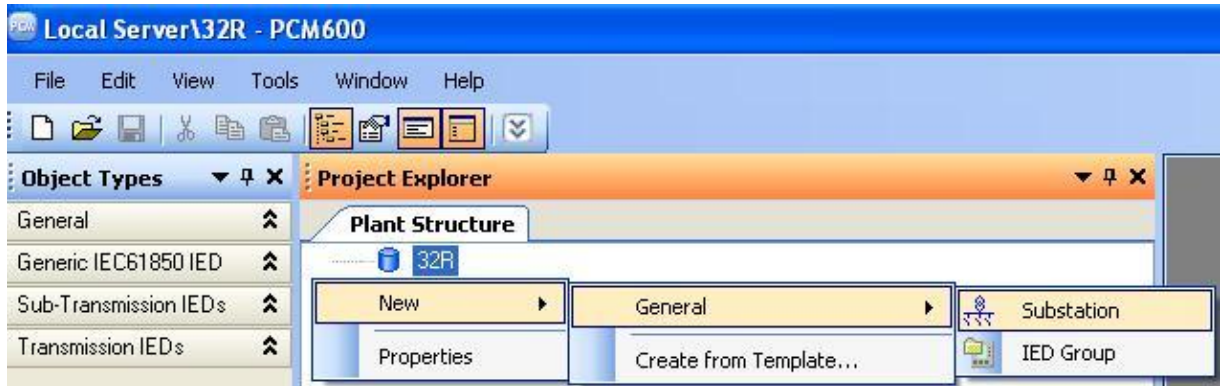 PCM Local Server\32R - PCM600
File Edit View Tools Window Help
Object Types Project Explorer
General Plant Structure
Generic IEC61850 IED 32R
Sub-Transmission IEDs New General Substation
Transmission IEDs Properties Create from Template... IED Group